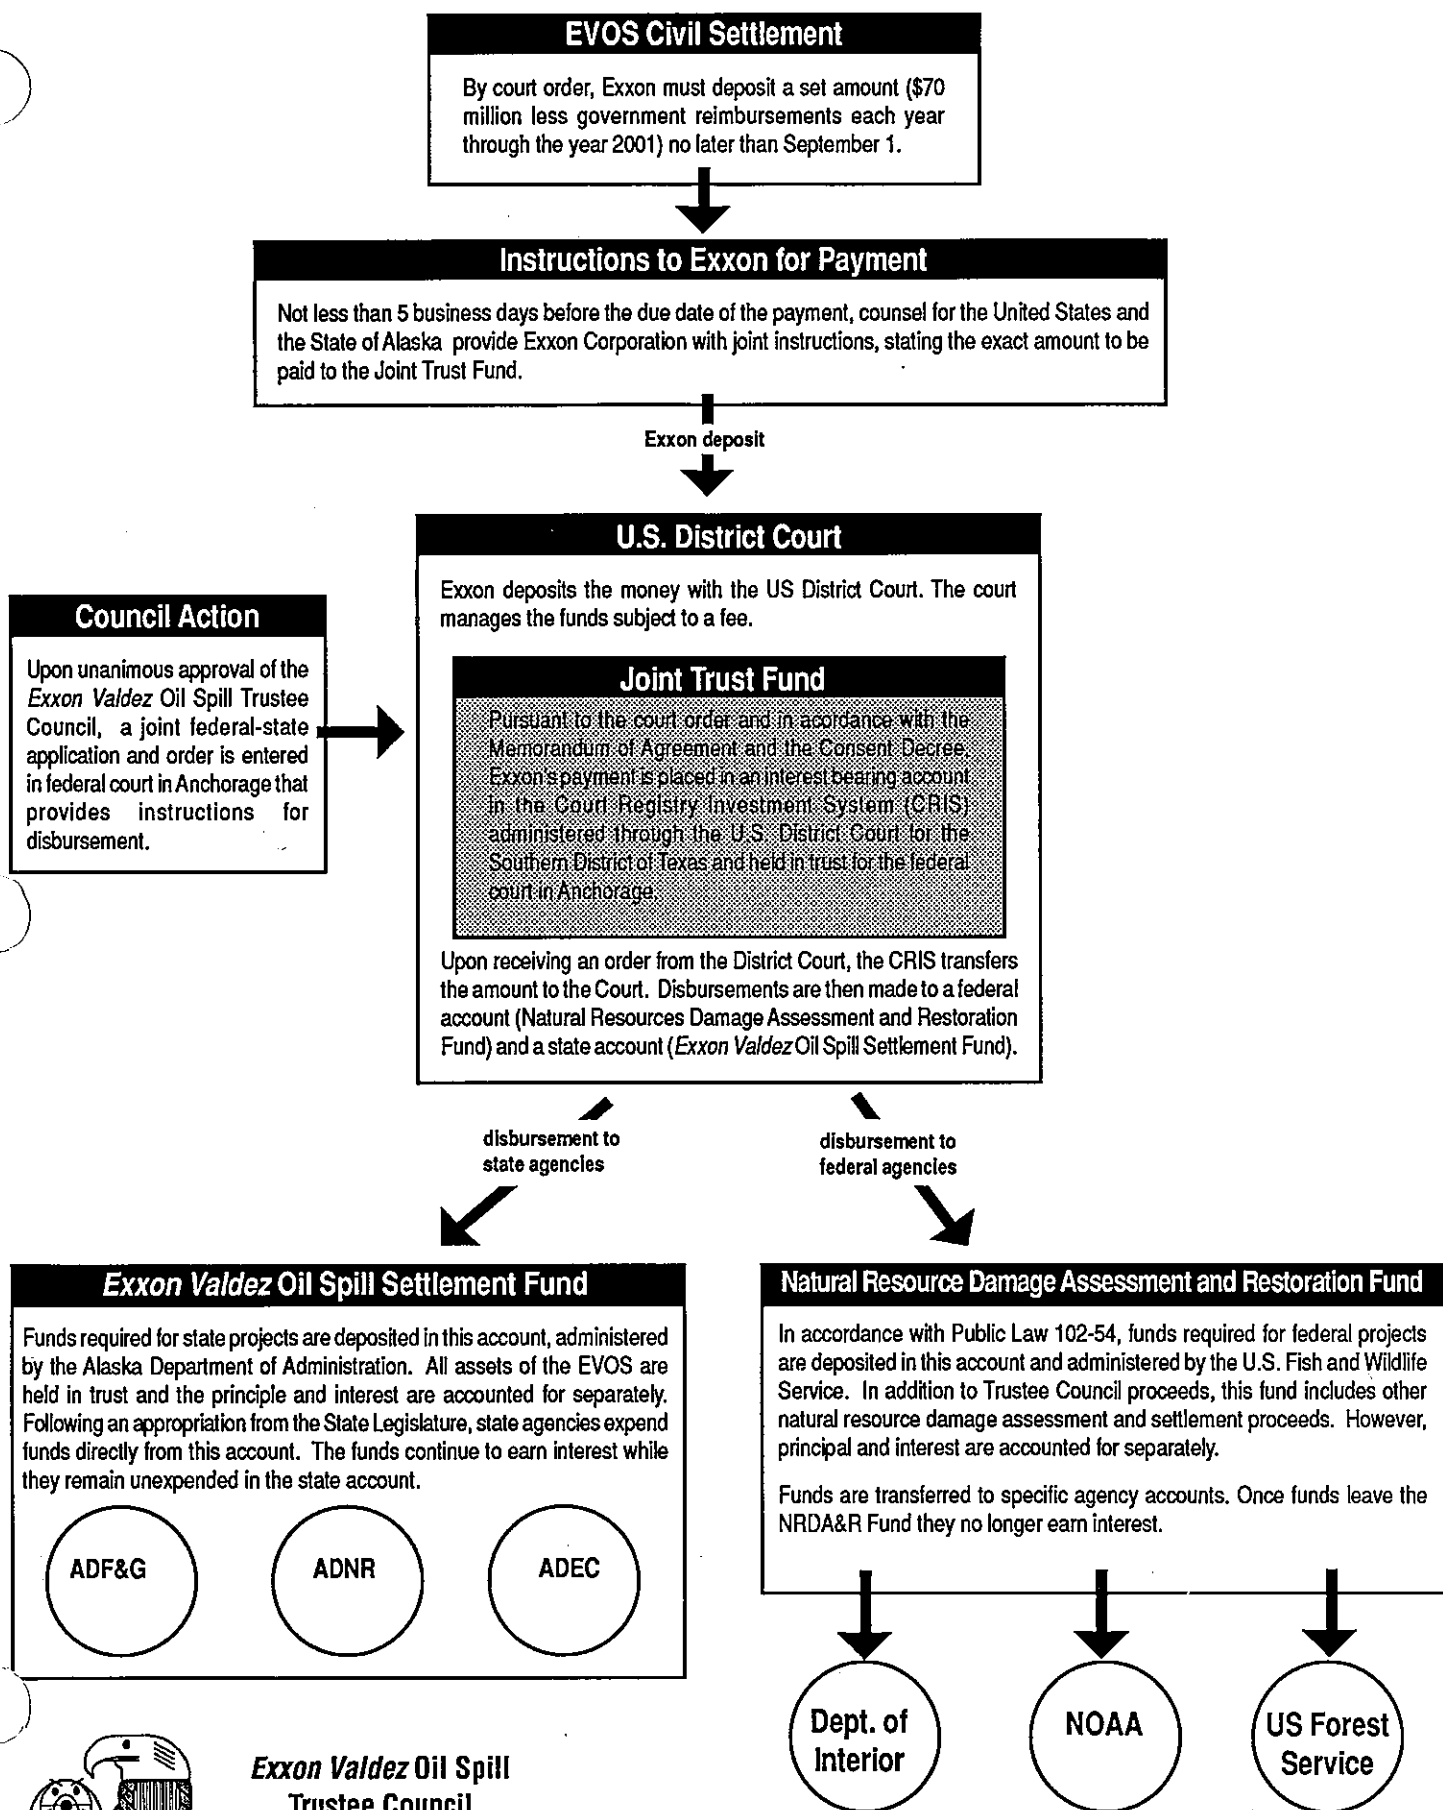 EVOS Civil Settlement
By court order, Exxon must deposit a set amount ($70
million less government reimbursements each year
through the year 2001) no later than September 1.
Instructions to Exxon for Payment
Not less than 5 business days before the due date of the payment, counsel for the United States and
the State of Alaska provide Exxon Corporation with joint instructions, stating the exact amount to be
paid to the Joint Trust Fund.
Exxon deposit
U.S. District Court
Exxon deposits the money with the US District Court. The court
manages the funds subject to a fee.
Council Action
Upon unanimous approval of the
Exxon Valdez Oil Spill Trustee
Council, a joint federal-state
application and order is entered
in federal court in Anchorage that
provides instructions for
disbursement.
Joint Trust Fund
Pursuant to the court order and in acordance with the
Memorandum of Agreement and the Consent Decree,
Exxon's payment is placed in an interest bearing account
in the Court Registry Investment System (CRIS)
administered through the U.S. District Court for the
Southern District of Texas and held in trust for the federal
court in Anchorage.
Upon receiving an order from the District Court, the CRIS transfers
the amount to the Court. Disbursements are then made to a federal
account (Natural Resources Damage Assessment and Restoration
Fund) and a state account (Exxon Valdez Oil Spill Settlement Fund).
disbursement to
state agencies
disbursement to
federal agencies
Exxon Valdez Oil Spill Settlement Fund
Funds required for state projects are deposited in this account, administered
by the Alaska Department of Administration. All assets of the EVOS are
held in trust and the principle and interest are accounted for separately.
Following an appropriation from the State Legislature, state agencies expend
funds directly from this account. The funds continue to earn interest while
they remain unexpended in the state account.
ADF&G
ADNR
ADEC
Natural Resource Damage Assessment and Restoration Fund
In accordance with Public Law 102-54, funds required for federal projects
are deposited in this account and administered by the U.S. Fish and Wildlife
Service. In addition to Trustee Council proceeds, this fund includes other
natural resource damage assessment and settlement proceeds. However,
principal and interest are accounted for separately.
Funds are transferred to specific agency accounts. Once funds leave the
NRDA&R Fund they no longer earn interest.
Dept. of
Interior
NOAA
US Forest
Service
Exxon Valdez Oil Spill
Trustee Council